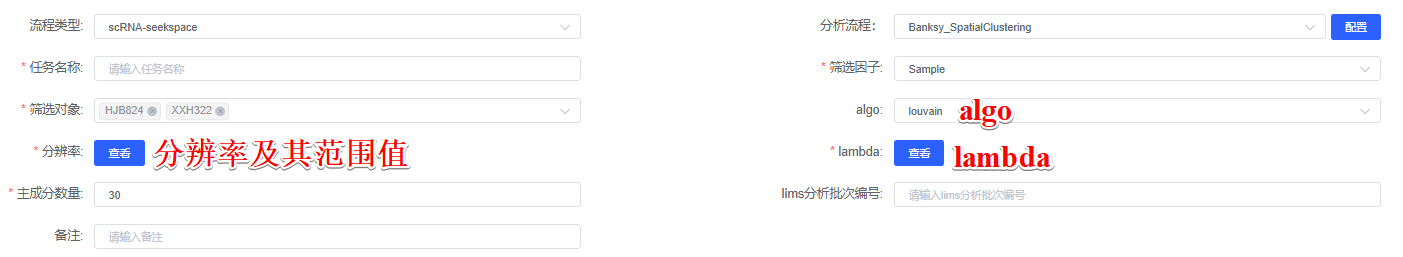 流程类型: scRNA-seekspace 分析流程: Banksy_SpatialClustering 配置
* 任务名称: 请输入任务名称 * 筛选因子: Sample
* 筛选对象: HJB824 XXH322 algo: louvain algo
* 分辨率: 查看 分辨率及其范围值 * lambda: 查看 lambda
* 主成分数量: 30 lims分析批次编号: 请输入lims分析批次编号
备注: 请输入备注